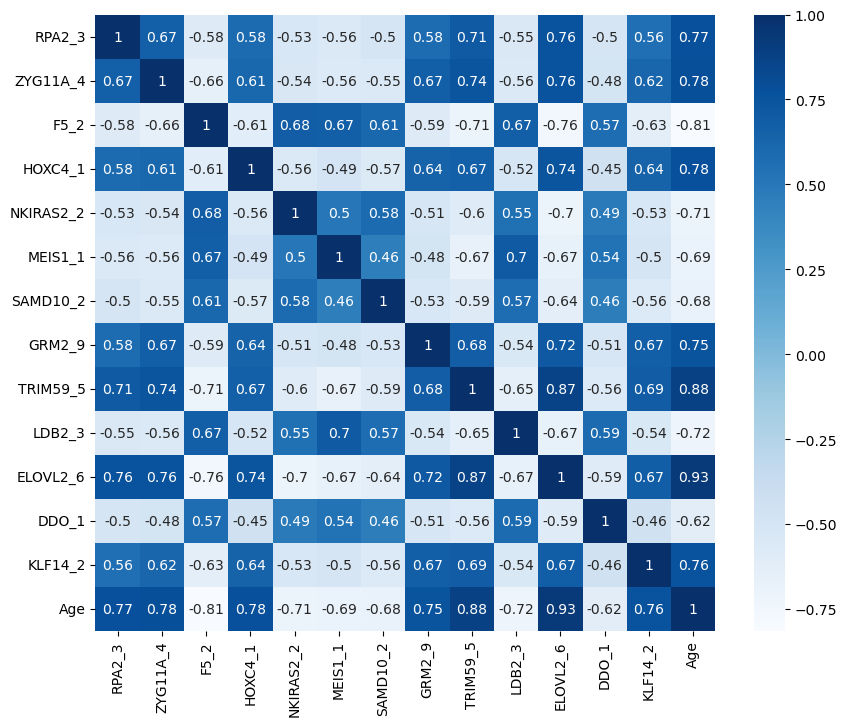 RPA2_3 1 0.67 -0.58 0.58 -0.53 -0.56 -0.5 0.58 0.71 -0.55 0.76 -0.5 0.56 0.77
ZYG11A_4 0.67 1 -0.66 0.61 -0.54 -0.56 -0.55 0.67 0.74 -0.56 0.76 -0.48 0.62 0.78
F5_2 -0.58 -0.66 1 -0.61 0.68 0.67 0.61 -0.59 -0.71 0.67 -0.76 0.57 -0.63 -0.81
HOXC4_1 0.58 0.61 -0.61 1 -0.56 -0.49 -0.57 0.64 0.67 -0.52 0.74 -0.45 0.64 0.78
NKIRAS2_2 -0.53 -0.54 0.68 -0.56 1 0.5 0.58 -0.51 -0.6 0.55 -0.7 0.49 -0.53 -0.71
MEIS1_1 -0.56 -0.56 0.67 -0.49 0.5 1 0.46 -0.48 -0.67 0.7 -0.67 0.54 -0.5 -0.69
SAMD10_2 -0.5 -0.55 0.61 -0.57 0.58 0.46 1 -0.53 -0.59 0.57 -0.64 0.46 -0.56 -0.68
GRM2_9 0.58 0.67 -0.59 0.64 -0.51 -0.48 -0.53 1 0.68 -0.54 0.72 -0.51 0.67 0.75
TRIM59_5 0.71 0.74 -0.71 0.67 -0.6 -0.67 -0.59 0.68 1 -0.65 0.87 -0.56 0.69 0.88
LDB2_3 -0.55 -0.56 0.67 -0.52 0.55 0.7 0.57 -0.54 -0.65 1 -0.67 0.59 -0.54 -0.72
ELOVL2_6 0.76 0.76 -0.76 0.74 -0.7 -0.67 -0.64 0.72 0.87 -0.67 1 -0.59 0.67 0.93
DDO_1 -0.5 -0.48 0.57 -0.45 0.49 0.54 0.46 -0.51 -0.56 0.59 -0.59 1 -0.46 -0.62
KLF14_2 0.56 0.62 -0.63 0.64 -0.53 -0.5 -0.56 0.67 0.69 -0.54 0.67 -0.46 1 0.76
Age 0.77 0.78 -0.81 0.78 -0.71 -0.69 -0.68 0.75 0.88 -0.72 0.93 -0.62 0.76 1
RPA2_3
ZYG11A_4
F5_2
HOXC4_1
NKIRAS2_2
MEIS1_1
SAMD10_2
GRM2_9
TRIM59_5
LDB2_3
ELOVL2_6
DDO_1
KLF14_2
Age
1.00
0.75
0.50
0.25
0.00
−0.25
−0.50
−0.75